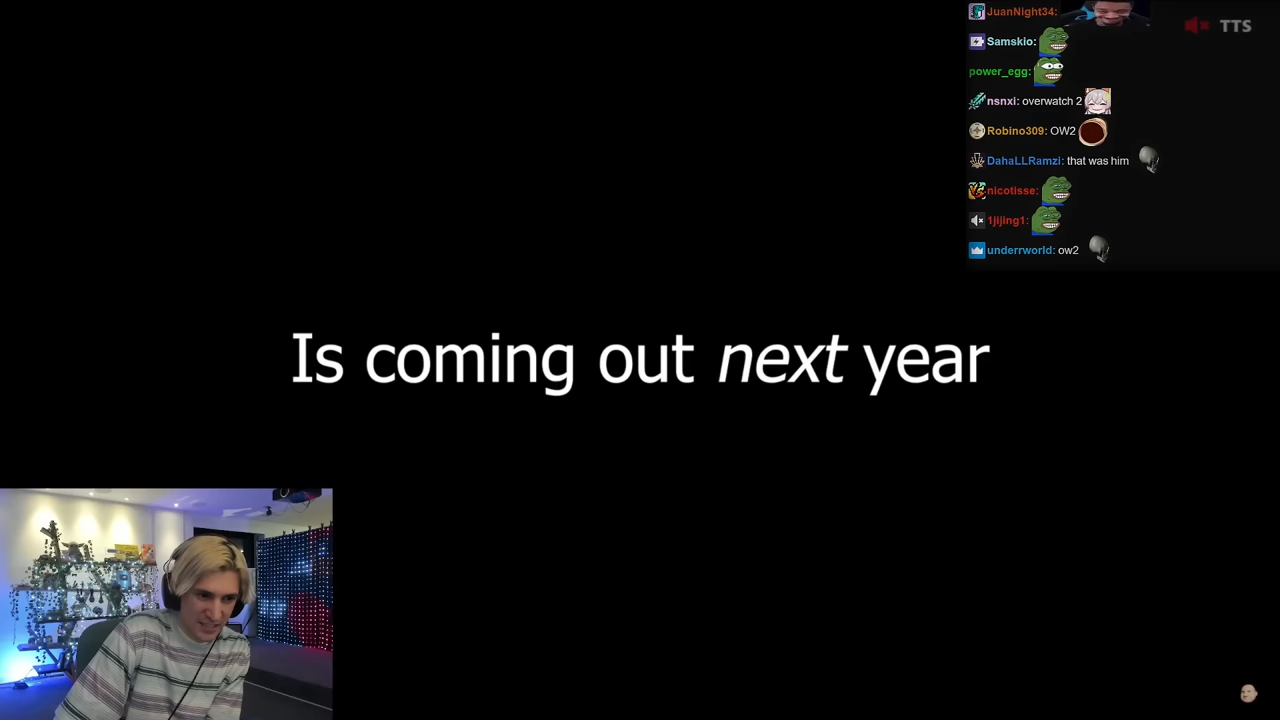 JuanNight34:
TTS
Samskio:
power_egg:
nsnxi: overwatch 2
Robino309: OW2
DahaLLRamzi: that was him
nicotisse:
1jijing1:
underrworld: ow2
Is coming out next year